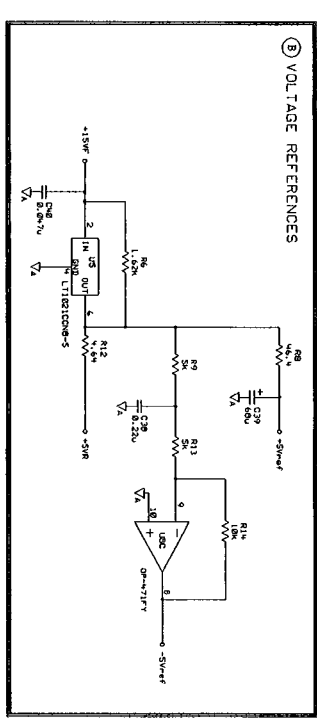 B VOLTAGE REFERENCES
R8
46.4
+5Vref
+
C39
68u
A
R6
1.62K
R9
5K
R13
5K
R14
10K
C38
0.22u
A
+15VF
2
IN
U5
OUT
GND
6
4
A
LT1021CCN8-5
C40
0.047u
A
R12
4.64
+5VR
9
-
10
+
A
U8C
8
OP-471FY
-5Vref